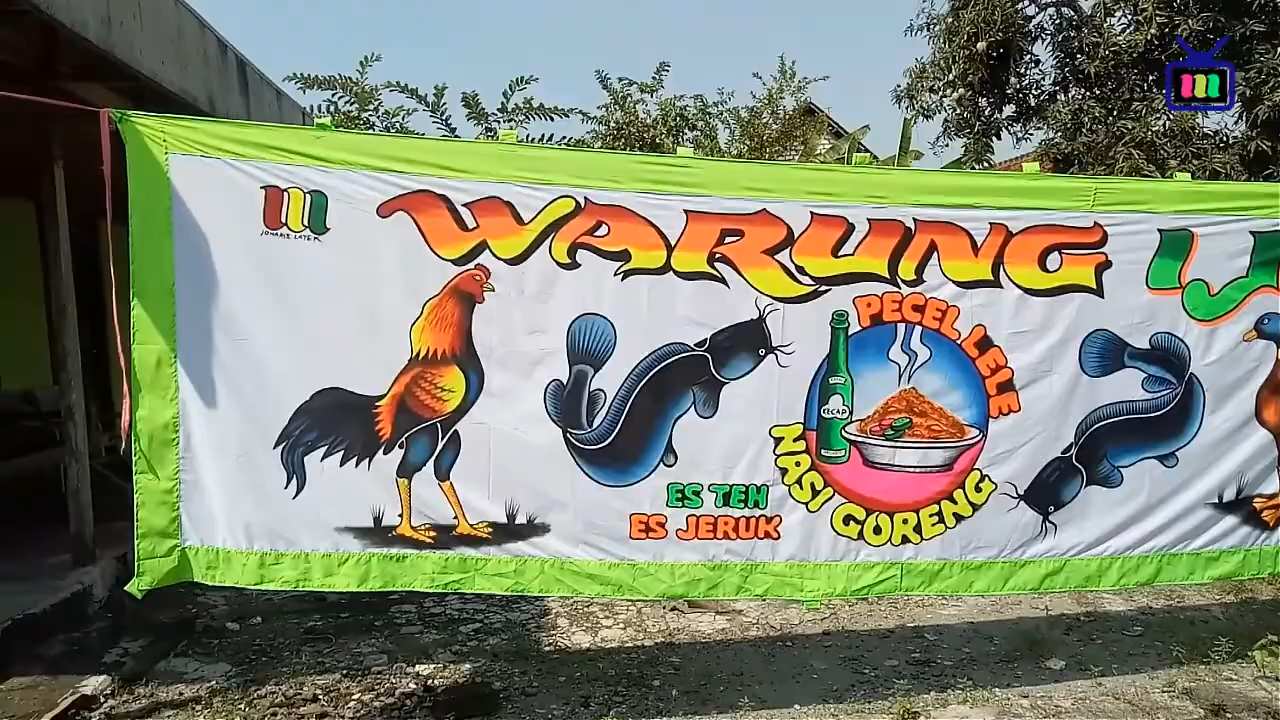 WARUNG
PECEL LELE
KECAP
NASI GORENG
ES TEH
ES JERUK